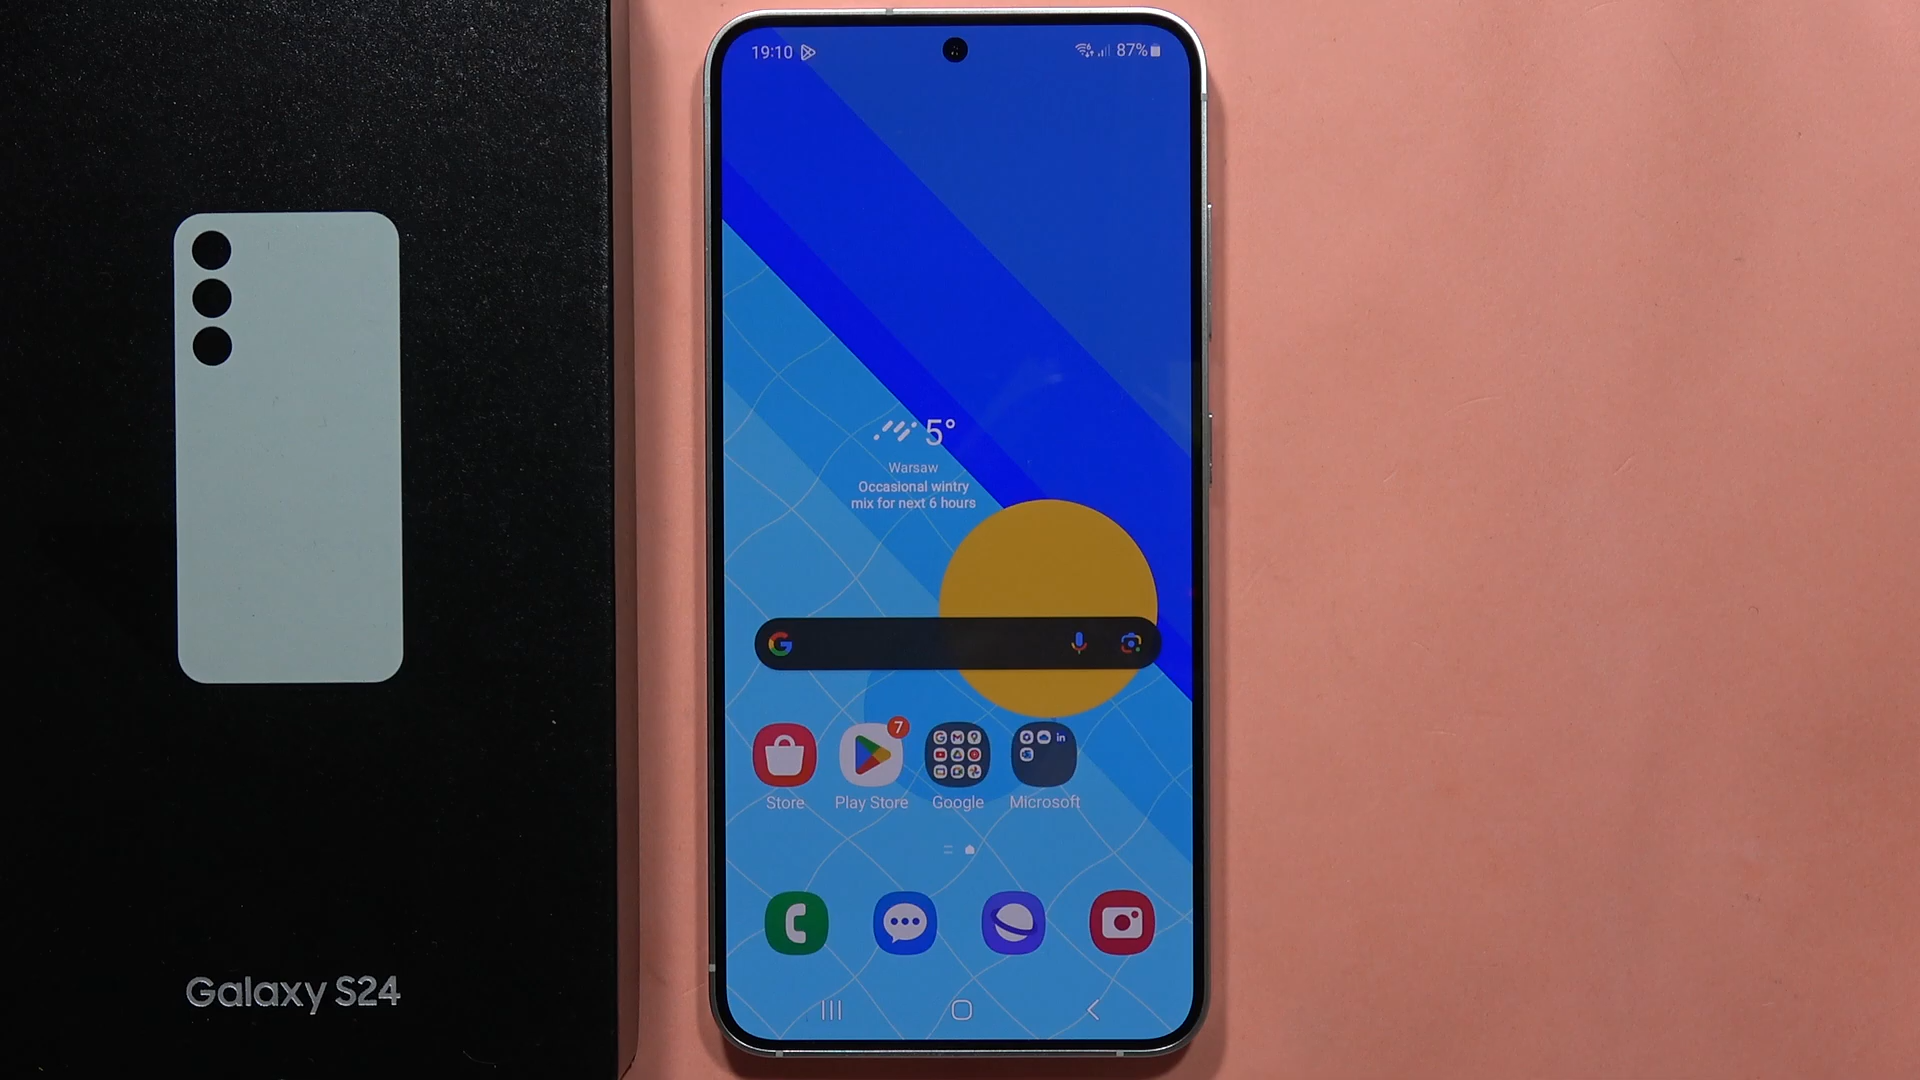 19:10
87%
5°
Warsaw
Occasional wintry
mix for next 6 hours
7
in
Store
Play Store
Google
Microsoft
Galaxy S24